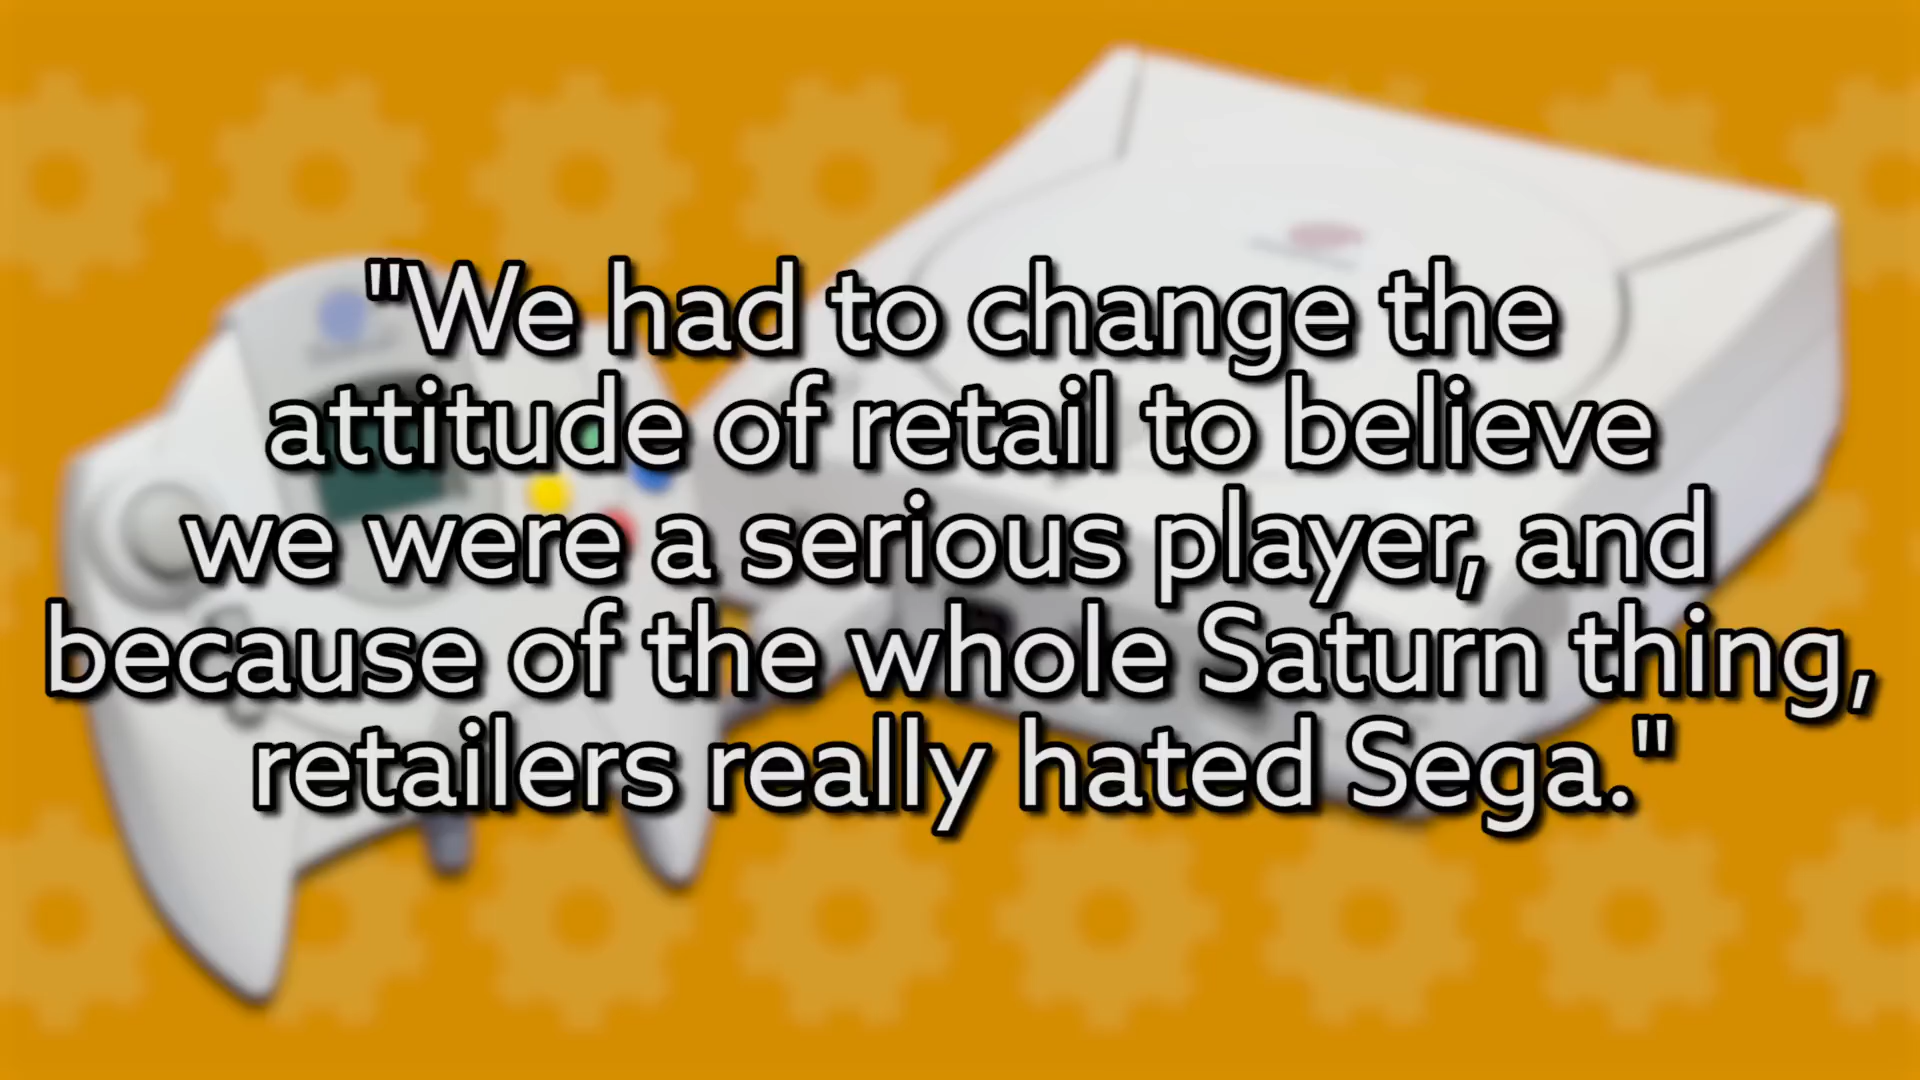 "We had to change the
attitude of retail to believe
we were a serious player, and
because of the whole Saturn thing,
retailers really hated Sega."